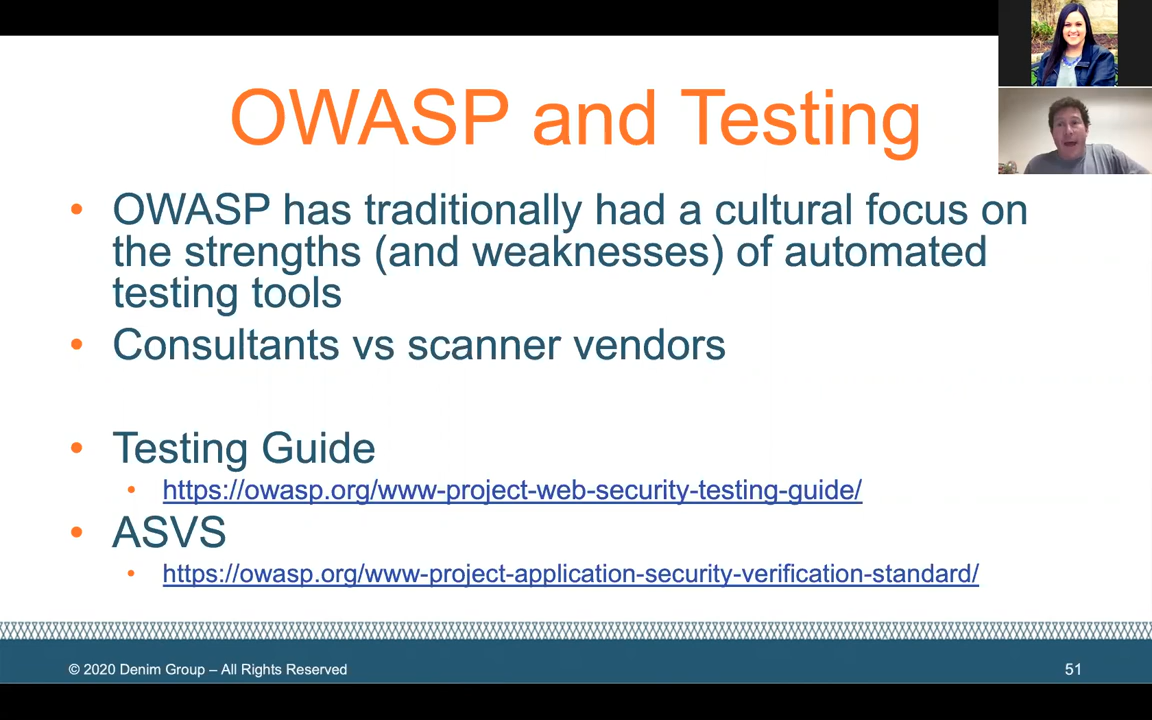 OWASP and Testing
• OWASP has traditionally had a cultural focus on
the strengths (and weaknesses) of automated
testing tools
• Consultants vs scanner vendors
• Testing Guide
• https://owasp.org/www-project-web-security-testing-guide/
• ASVS
• https://owasp.org/www-project-application-security-verification-standard/
© 2020 Denim Group – All Rights Reserved
51